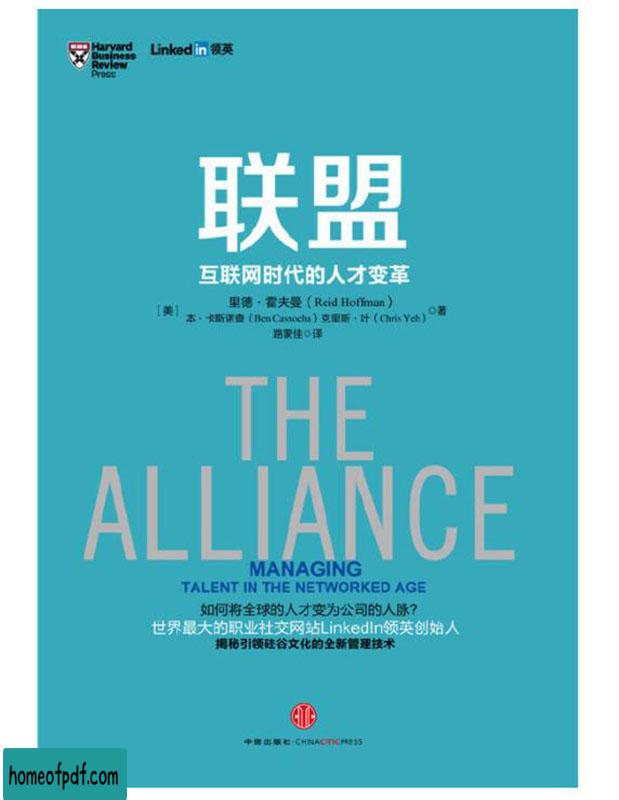 Harvard
Business
Review
Press
Linked in 领英
联盟
互联网时代的人才变革
[美]
里德·霍夫曼(Reid Hoffman)
本·卡斯诺查(Ben Casnocha)克里斯·叶(Chris Yeh)
◇著
路蒙佳◇译
THE
ALLIANCE
MANAGING
TALENT IN THE NETWORKED AGE
如何将全球的人才变为公司的人脉?
世界最大的职业社交网站LinkedIn领英创始人
揭秘引领硅谷文化的全新管理技术
中信出版社·CHINACITICPRESS
homeofpdf.com